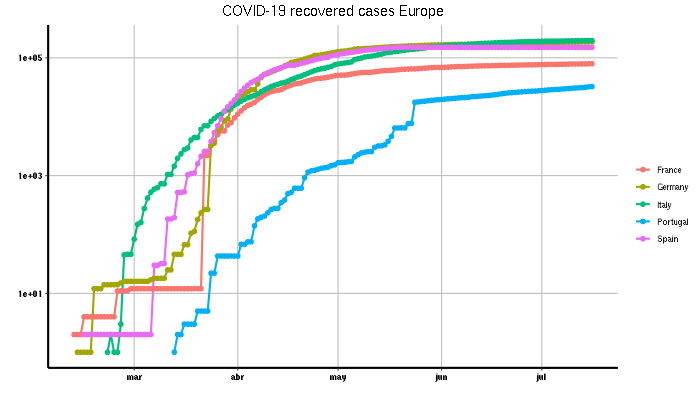 COVID-19 recovered cases Europe
1e+05
1e+03
1e+01
mar
abr
may
jun
jul
France
Germany
Italy
Portugal
Spain